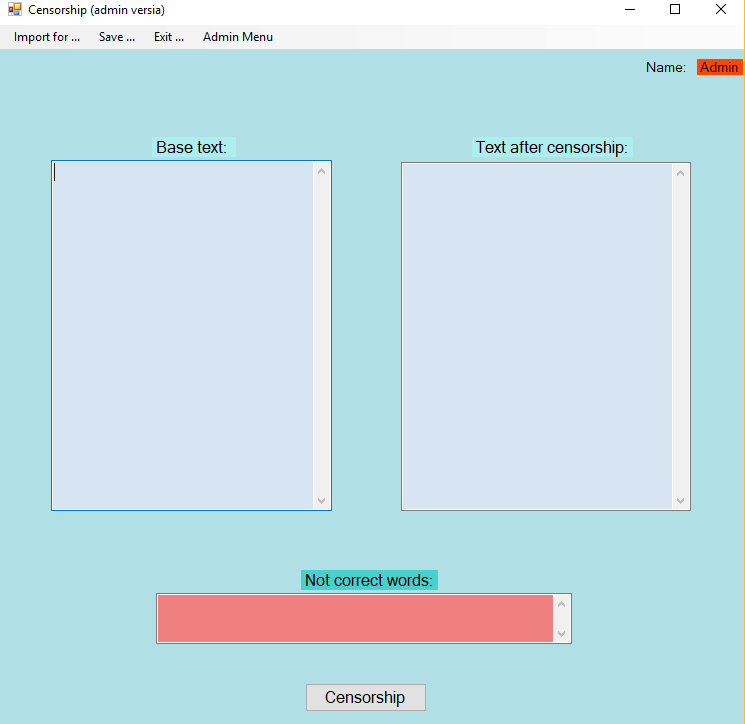 Censorship (admin versia)
Import for ... Save ... Exit ... Admin Menu
Name: Admin
Base text: Text after censorship:
Not correct words:
Censorship